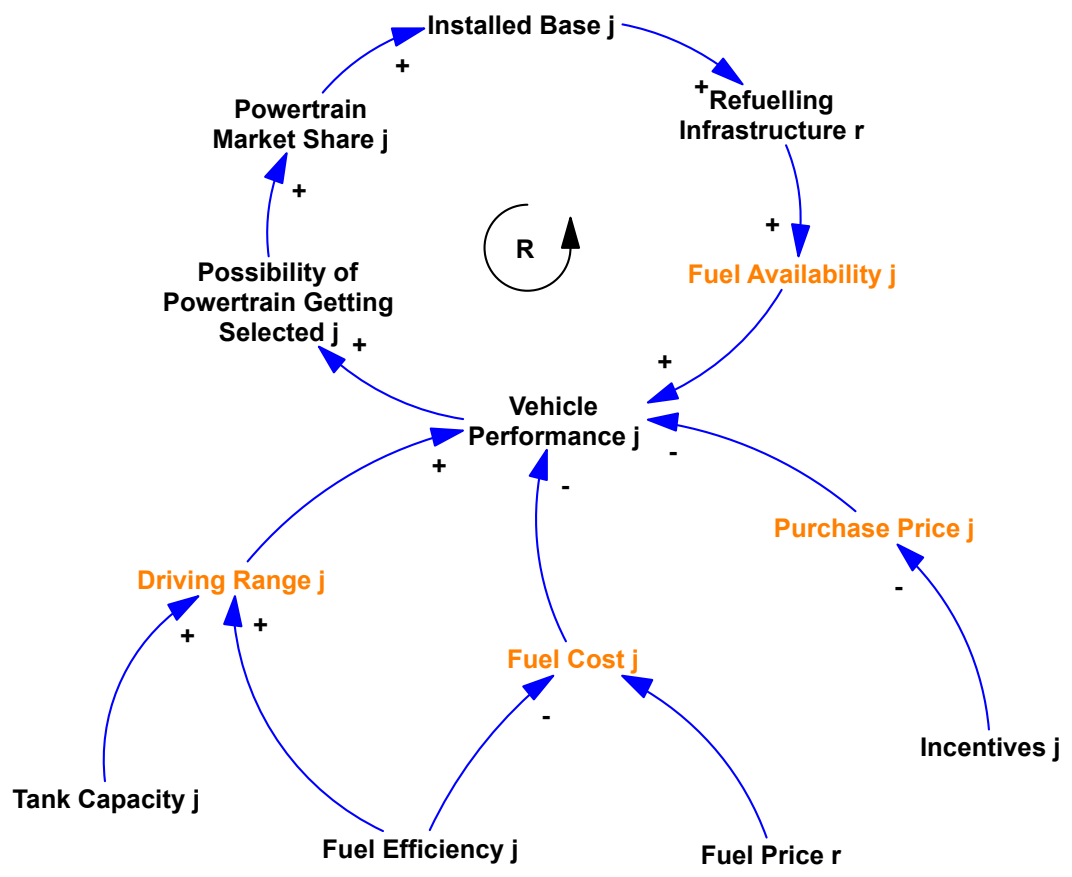 Installed Base j
+
+
Refuelling
Infrastructure r
Powertrain
Market Share j
+
+
R
Fuel Availability j
Possibility of
Powertrain Getting
Selected j
+
+
Vehicle
Performance j
+
-
-
Purchase Price j
Driving Range j
-
+
+
Fuel Cost j
-
Incentives j
Tank Capacity j
Fuel Efficiency j
Fuel Price r